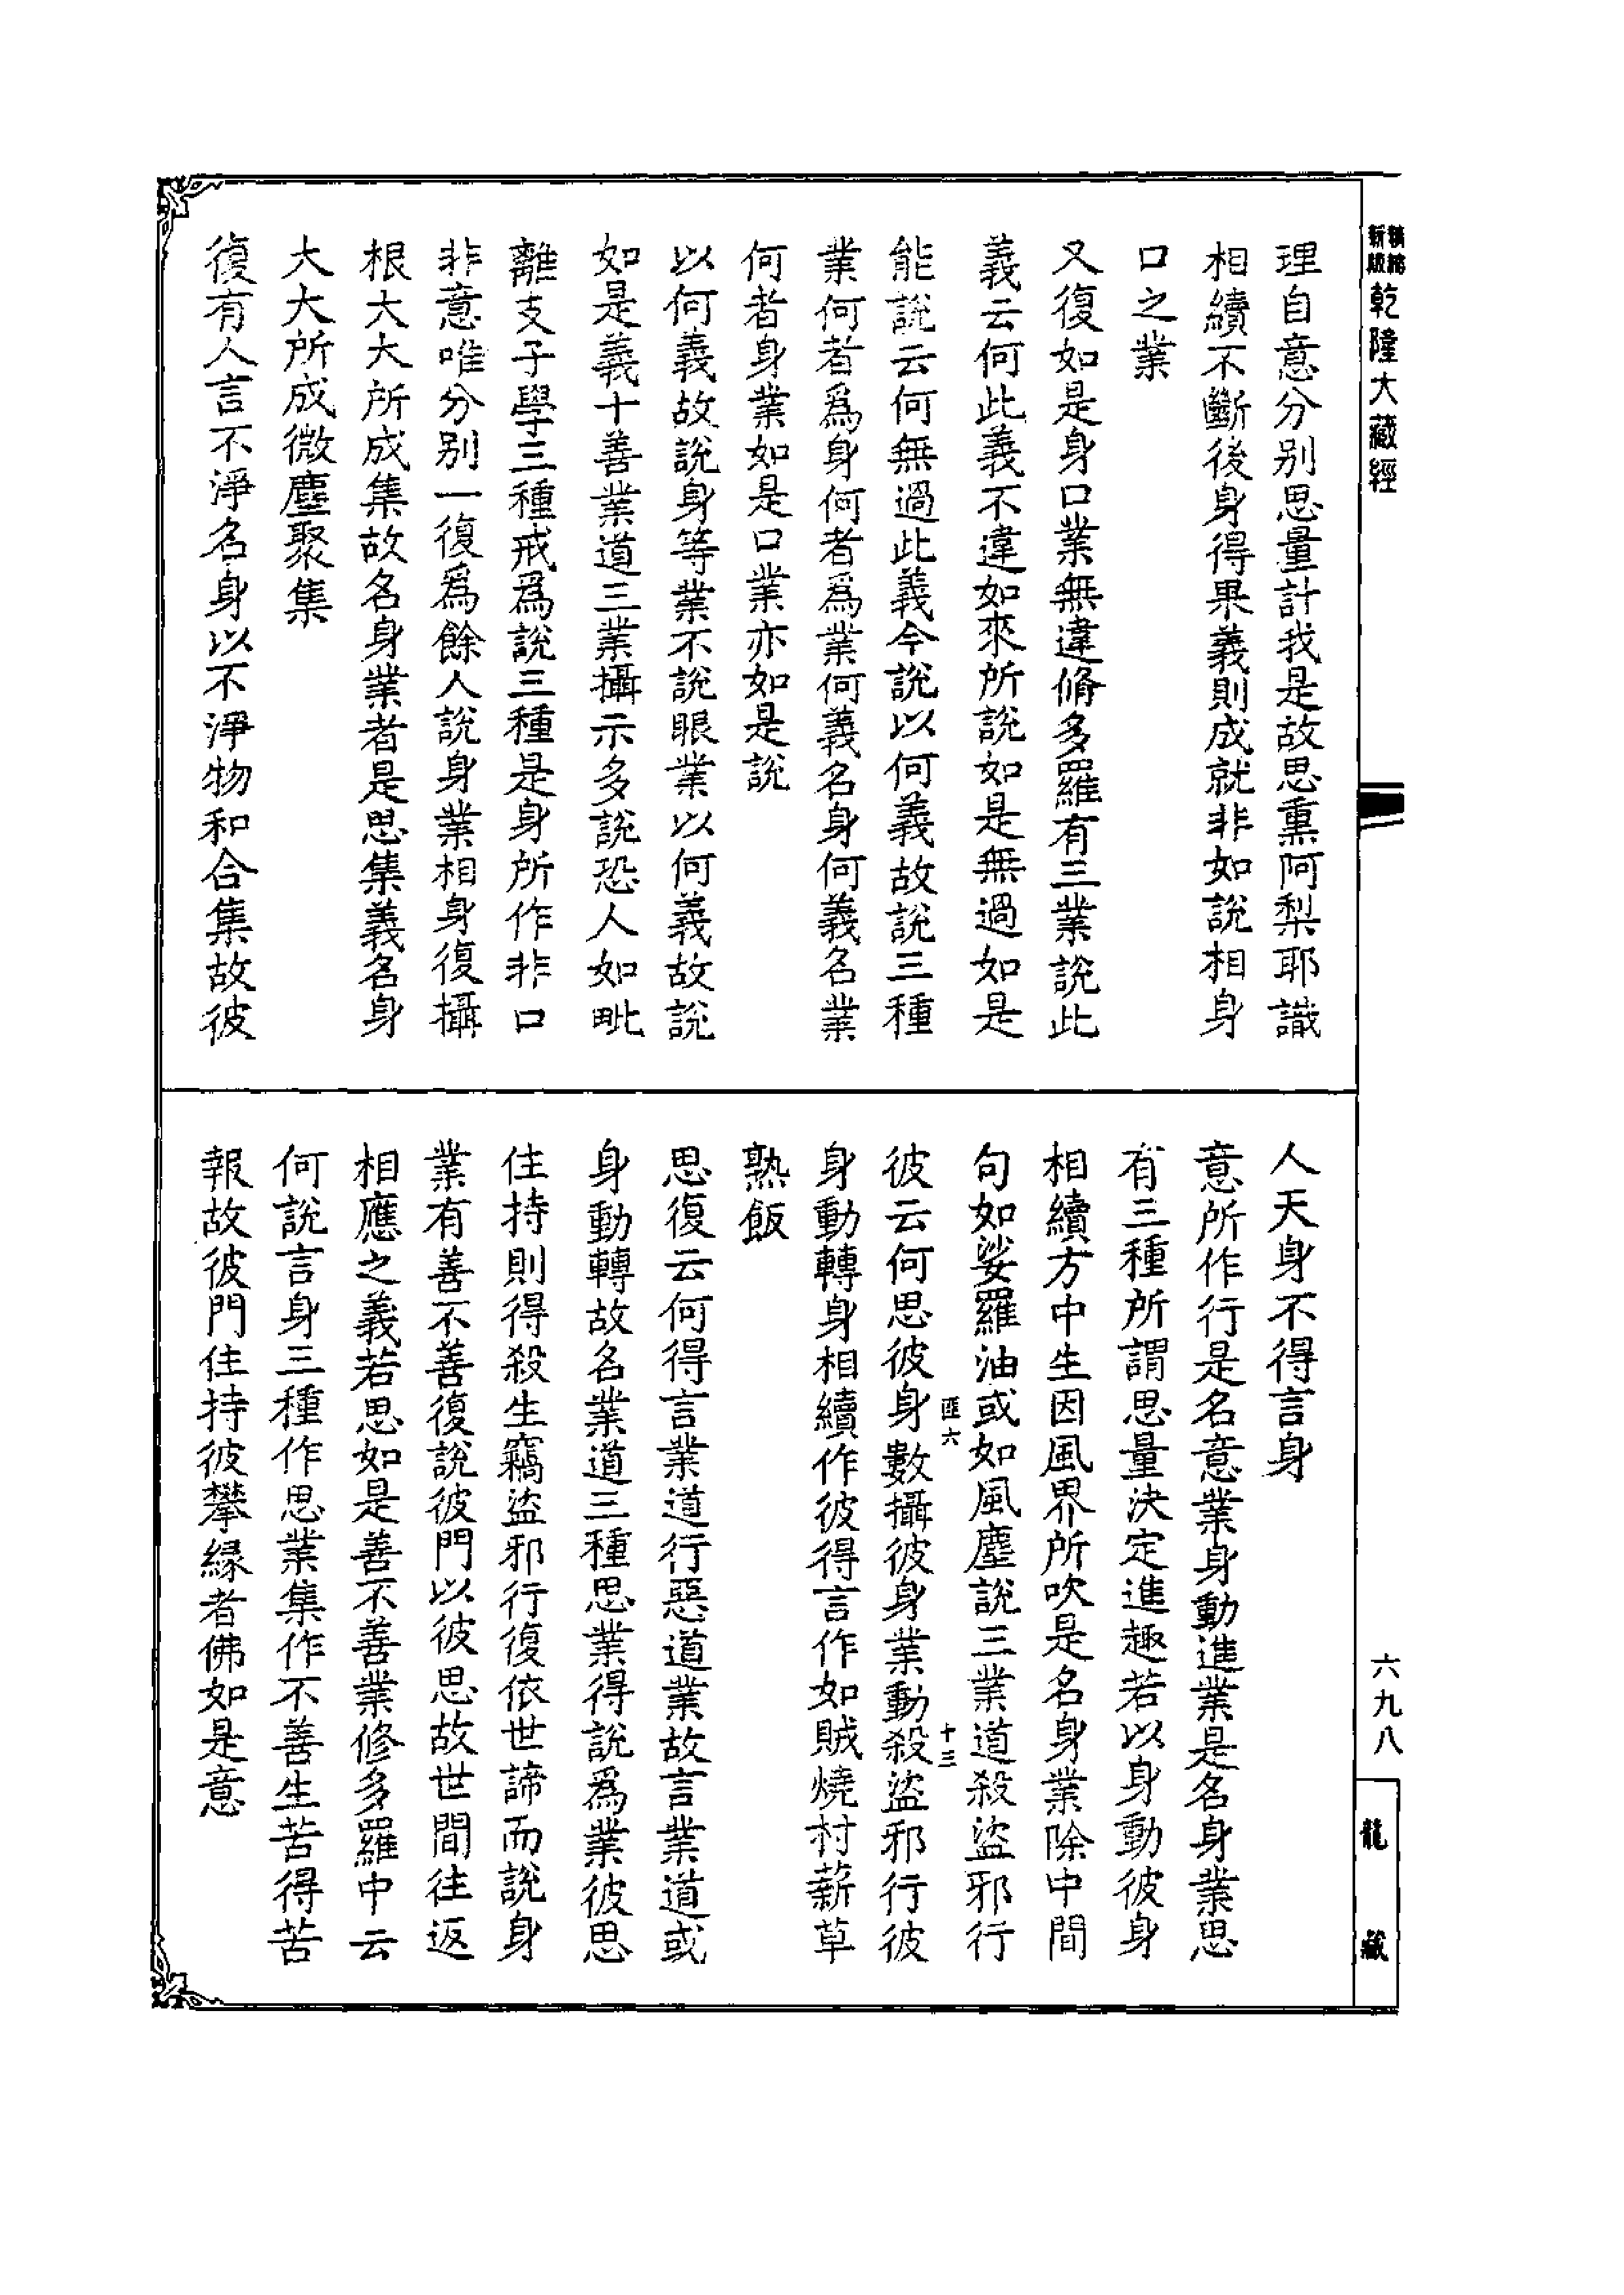 新版
精縮
乾隆大藏經
六九八
龍藏
理自意分別思量計我是故思熏阿梨耶識
相續不斷後身得果義則成就非如說相身
口之業
又復如是身口業無違脩多羅有三業說此
義云何此義不違如來所說如是無過如是
能說云何無過此義今說以何義故說三種
業何者爲身何者爲業何義名身何義名業
何者身業如是口業亦如是說
以何義故說身等業不說眼業以何義故說
如是義十善業道三業攝示多說恐人如毗
離支子學三種戒爲說三種是身所作非口
非意唯分別一復爲餘人說身業相身復攝
根大大所成集故名身業者是思集義名身
大大所成微塵聚集
復有人言不淨名身以不淨物和合集故彼
人天身不得言身
意所作行是名意業身動進業是名身業思
有三種所謂思量決定進趣若以身動彼身
相續方中生因風界所吹是名身業除中間
句如娑羅油或如風塵說三業道殺盜邪行
匪六
十三
彼云何思彼身數攝彼身業動殺盜邪行彼
身動轉身相續作彼得言作如賊燒村薪草
熟飯
思復云何得言業道行惡道業故言業道或
身動轉故名業道三種思業得說爲業彼思
住持則得殺生竊盜邪行復依世諦而說身
業有善不善復說彼門以彼思故世間往返
相應之義若思如是善不善業修多羅中云
何說言身三種作思業集作不善生苦得苦
報故彼門住持彼攀緣者佛如是意